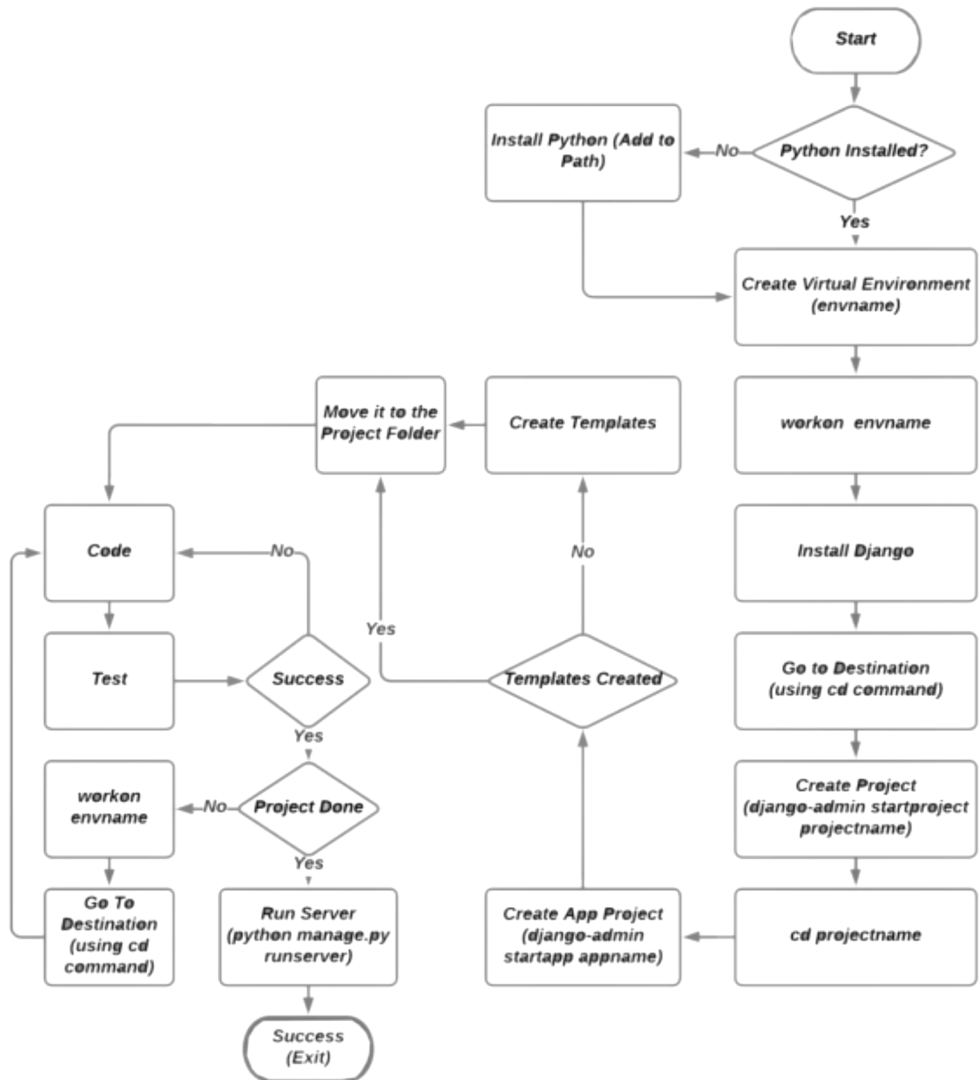 Start
Python Installed?
No
Install Python (Add to
Path)
Yes
Create Virtual Environment
(envname)
workon envname
Install Django
Go to Destination
(using cd command)
Create Project
(django-admin startproject
projectname)
cd projectname
Create App Project
(django-admin
startapp appname)
Templates Created
No
Create Templates
Yes
Move it to the
Project Folder
Code
Test
Success
No
Yes
Project Done
No
workon
envname
Go To
Destination
(using cd
command)
Yes
Run Server
(python manage.py
runserver)
Success
(Exit)